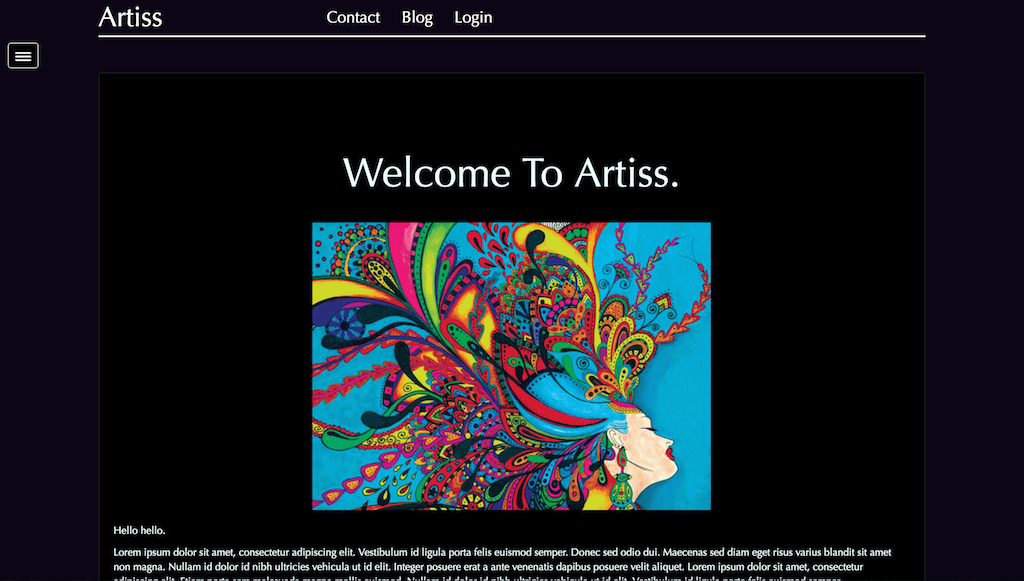 Artiss
Contact Blog Login
Welcome To Artiss.
Hello hello.
Lorem ipsum dolor sit amet, consectetur adipiscing elit. Vestibulum id ligula porta felis euismod semper. Donec sed odio dui. Maecenas sed diam eget risus varius blandit sit amet
non magna. Nullam id dolor id nibh ultricies vehicula ut id elit. Integer posuere erat a ante venenatis dapibus posuere velit aliquet. Lorem ipsum dolor sit amet, consectetur